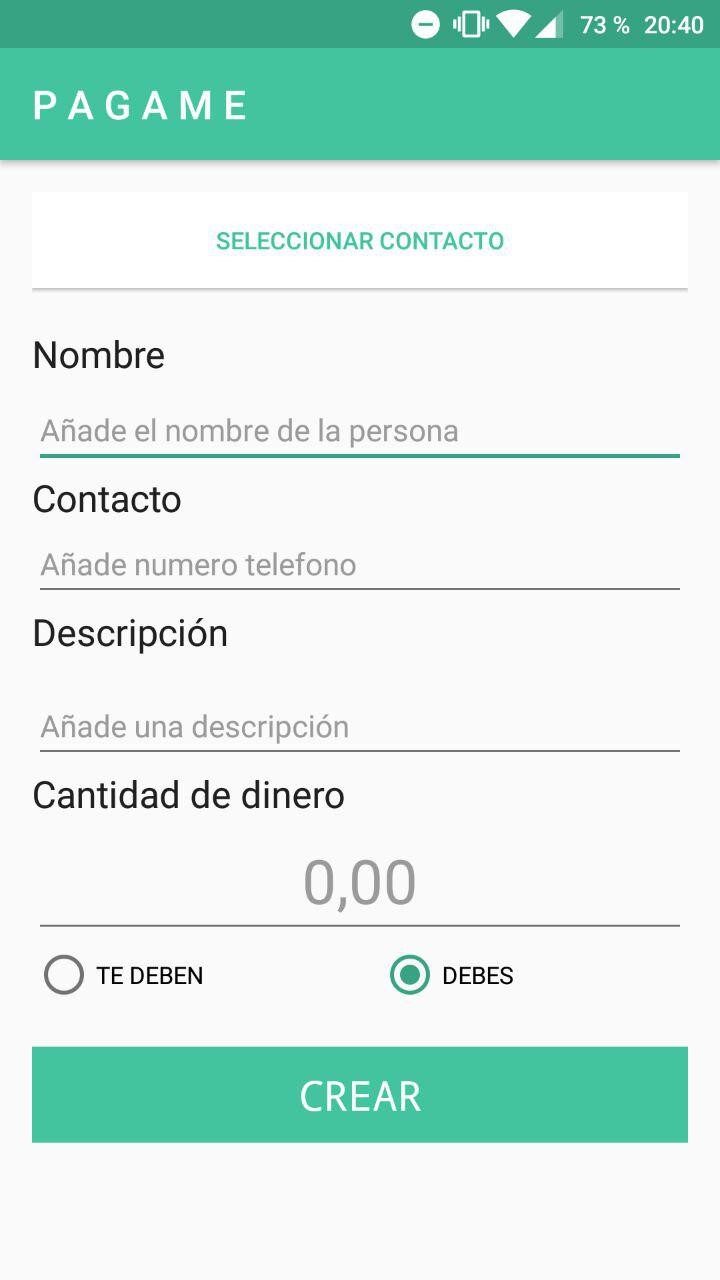 73 % 20:40
PAGAME
SELECCIONAR CONTACTO
Nombre
Añade el nombre de la persona
Contacto
Añade numero telefono
Descripción
Añade una descripción
Cantidad de dinero
0,00
TE DEBEN DEBES
CREAR